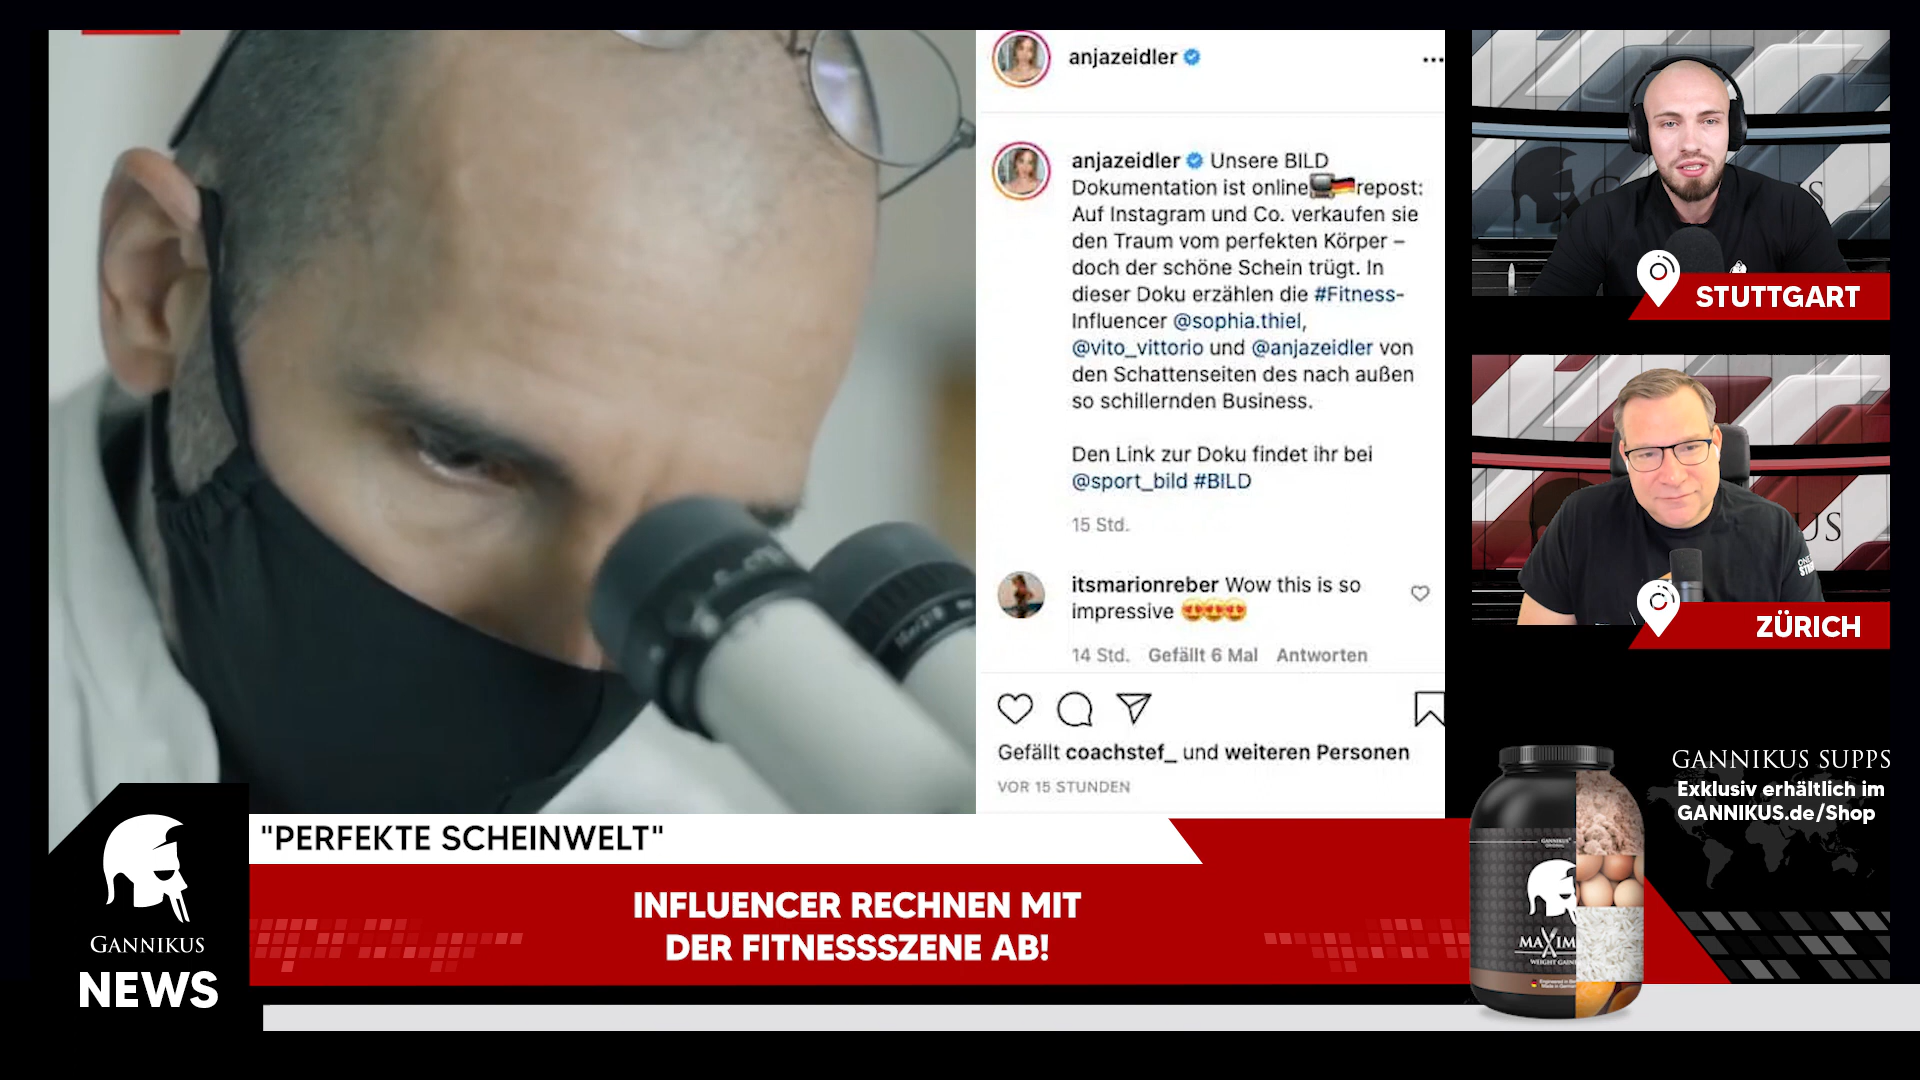 anjazeidler
anjazeidler Unsere BILD
Dokumentation ist online repost:
Auf Instagram und Co. verkaufen sie
den Traum vom perfekten Körper –
doch der schöne Schein trügt. In
dieser Doku erzählen die #Fitness-
Influencer @sophia.thiel,
@vito_vittorio und @anjazeidler von
den Schattenseiten des nach außen
so schillernden Business.
Den Link zur Doku findet ihr bei
@sport_bild #BILD
15 Std.
itsmarionreber Wow this is so
impressive
14 Std. Gefällt 6 Mal Antworten
Gefällt coachstef_ und weiteren Personen
VOR 15 STUNDEN
STUTTGART
ZÜRICH
GANNIKUS SUPPS
Exklusiv erhältlich im
GANNIKUS.de/Shop
"PERFEKTE SCHEINWELT"
INFLUENCER RECHNEN MIT
DER FITNESSSZENE AB!
GANNIKUS
NEWS